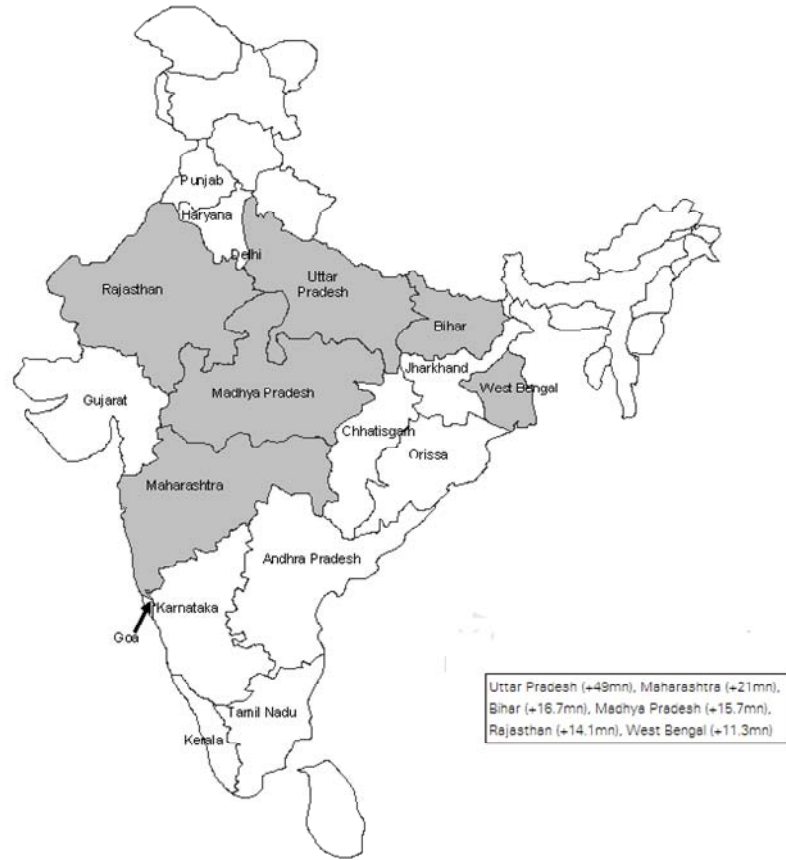 Punjab
Haryana
Delhi
Rajasthan
Uttar
Pradesh
Bihar
Jharkhand
West Bengal
Gujarat
Madhya Pradesh
Chhatisgarh
Orissa
Maharashtra
Andhra Pradesh
Karnataka
Goa
Tamil Nadu
Kerala
Uttar Pradesh (+49mn), Maharashtra (+21mn),
Bihar (+16.7mn), Madhya Pradesh (+15.7mn),
Rajasthan (+14.1mn), West Bengal (+11.3mn)